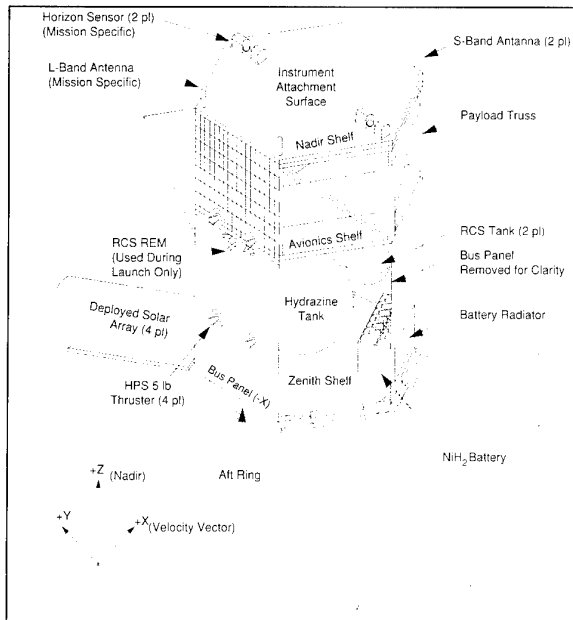 Horizon Sensor (2 pl)
(Mission Specific)
S-Band Antenna (2 pl)
L-Band Antenna
(Mission Specific)
Instrument
Attachment
Surface
Payload Truss
Nadir Shelf
RCS REM
(Used During
Launch Only)
Avionics Shelf
RCS Tank (2 pl)
Bus Panel
Removed for Clarity
Deployed Solar
Array (4 pl)
Hydrazine
Tank
Battery Radiator
HPS 5 lb
Thruster (4 pl)
Bus Panel (-X)
Zenith Shelf
NiH2 Battery
+Z (Nadir)
Aft Ring
+Y
+X (Velocity Vector)